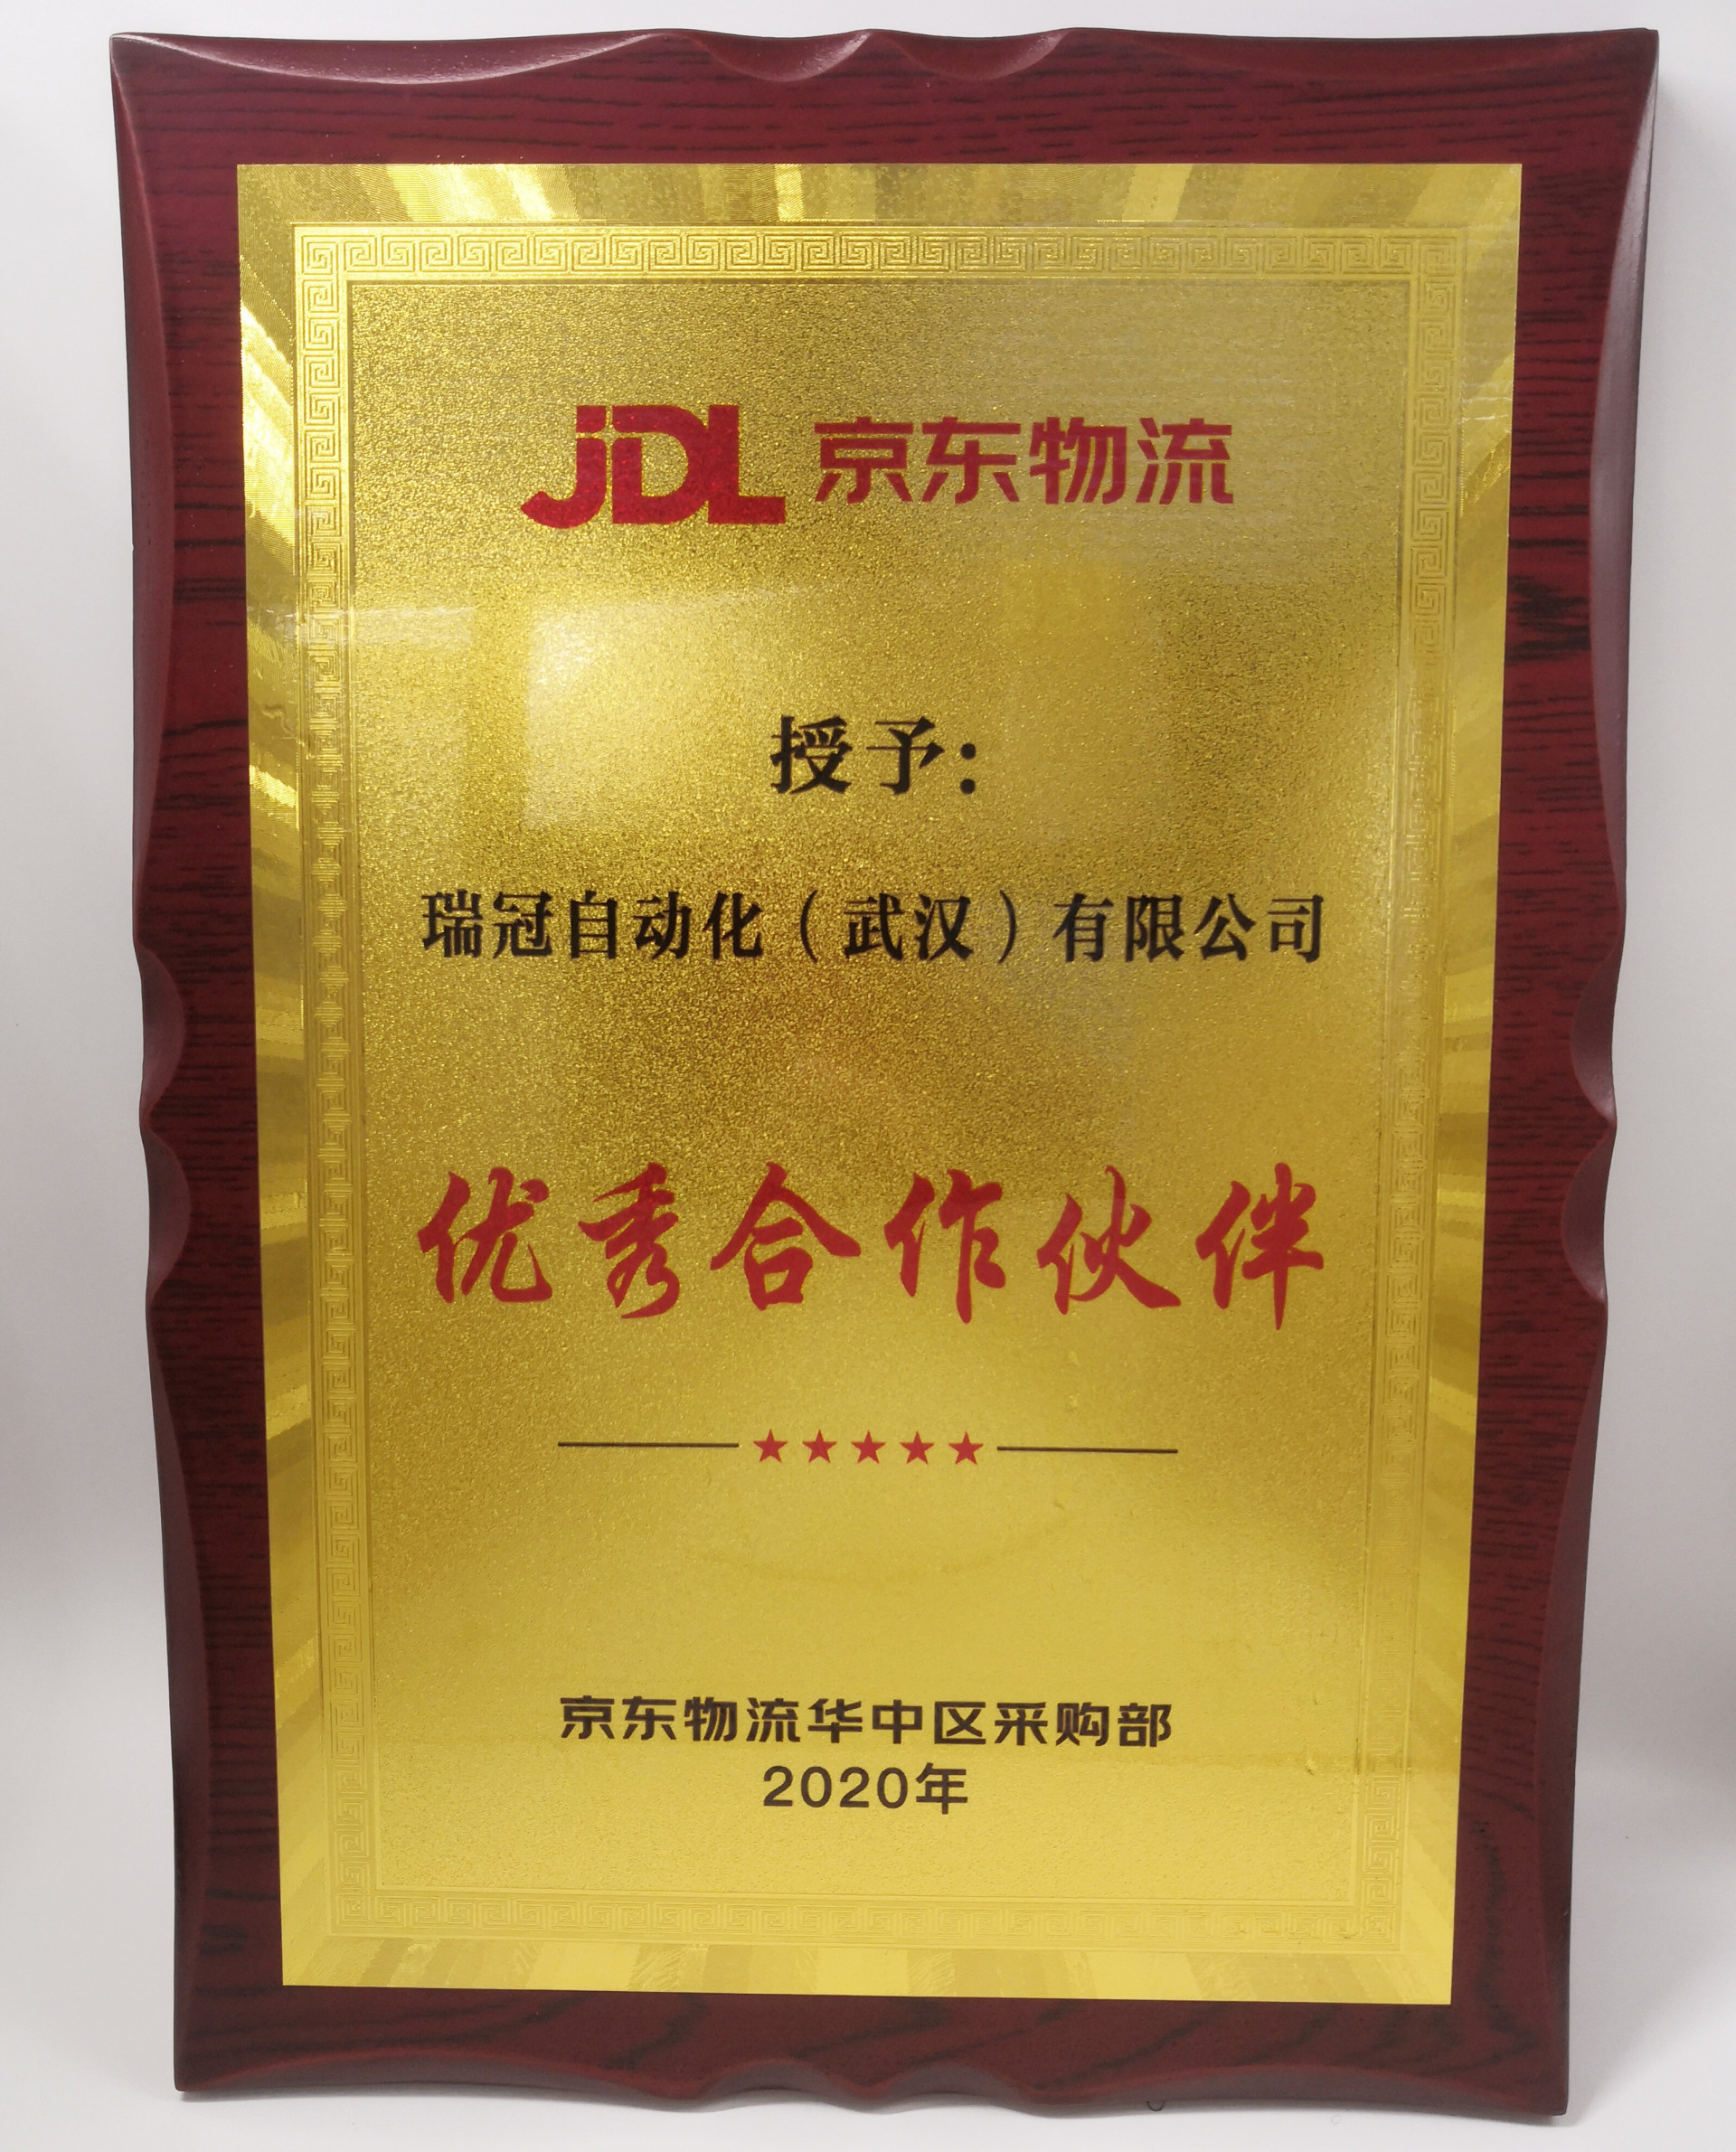 JDL 京东物流
授予：
瑞冠自动化（武汉）有限公司
优秀合作伙伴
京东物流华中区采购部
2020年